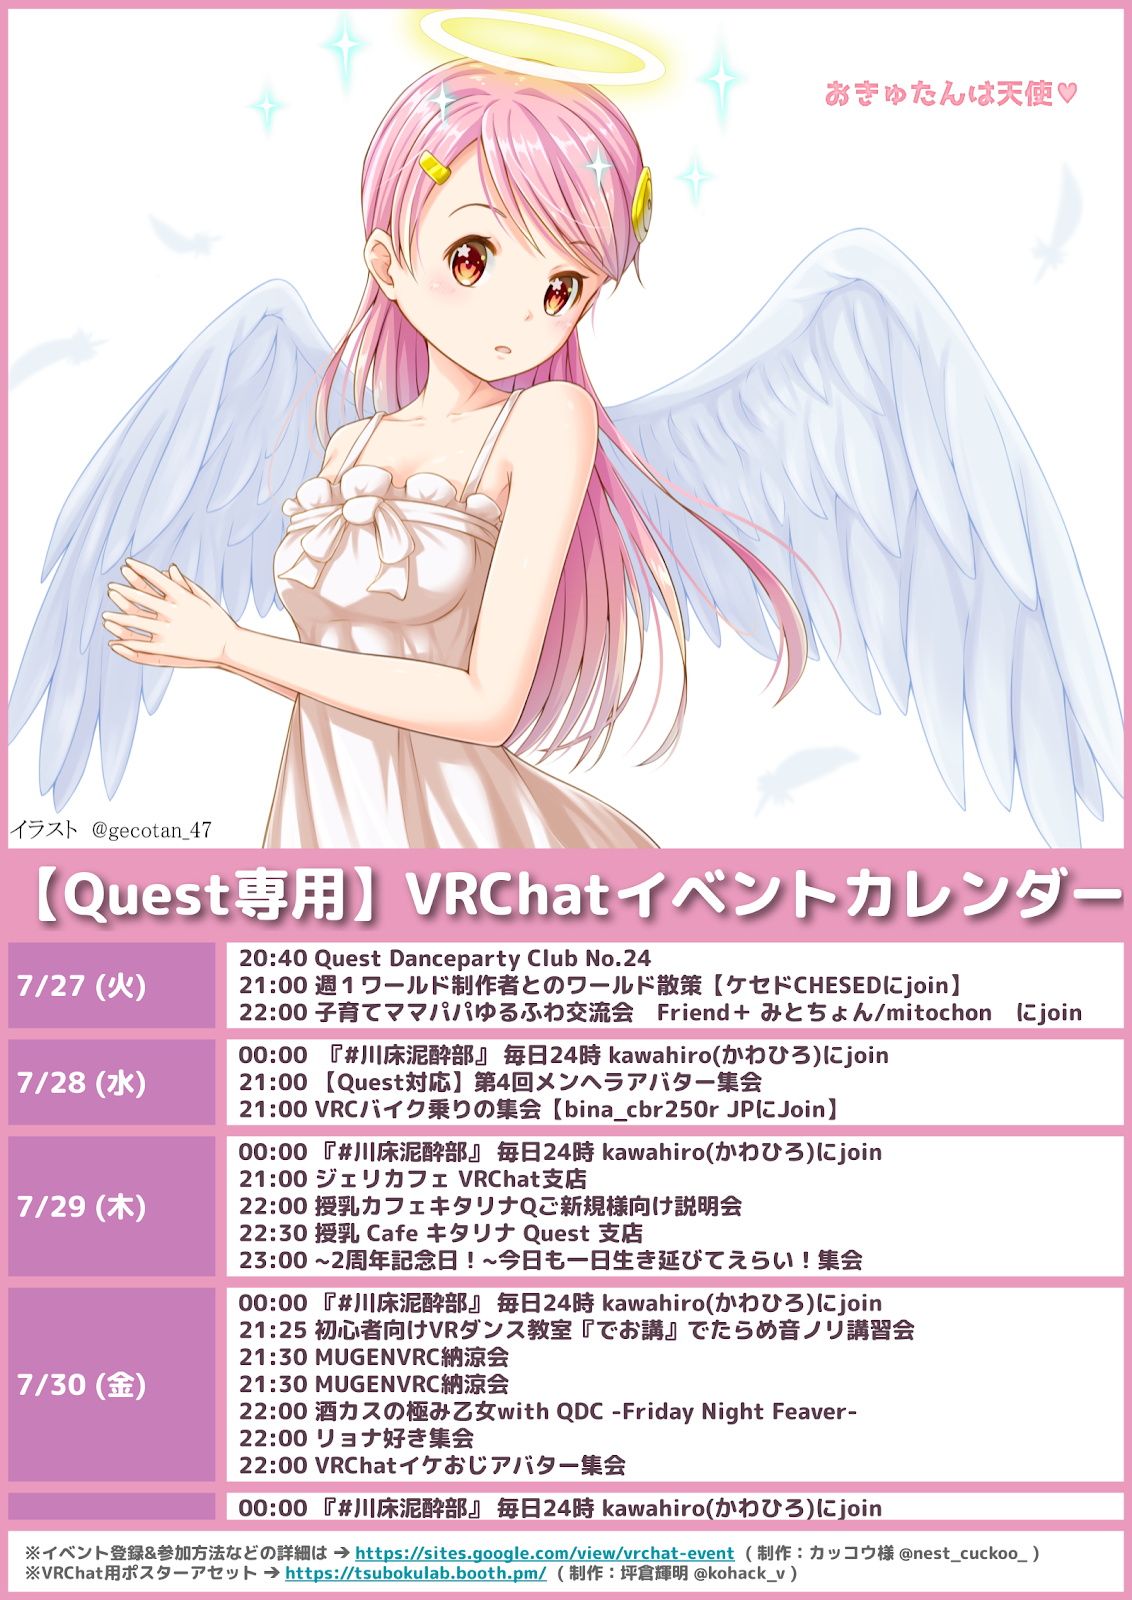 おきゅたんは天使♥
イラスト @gecotan_47
【Quest専用】VRChatイベントカレンダー
7/27 (火)
20:40 Quest Danceparty Club No.24
21:00 週１ワールド制作者とのワールド散策【ケセドCHESEDにjoin】
22:00 子育てママパパゆるふわ交流会　Friend＋ みとちょん/mitochon　にjoin
7/28 (水)
00:00 『#川床泥酔部』 毎日24時 kawahiro(かわひろ)にjoin
21:00 【Quest対応】第4回メンヘラアバター集会
21:00 VRCバイク乗りの集会【bina_cbr250r JPにJoin】
7/29 (木)
00:00 『#川床泥酔部』 毎日24時 kawahiro(かわひろ)にjoin
21:00 ジェリカフェ VRChat支店
22:00 授乳カフェキタリナQご新規様向け説明会
22:30 授乳 Cafe キタリナ Quest 支店
23:00 ~2周年記念日！~今日も一日生き延びてえらい！集会
7/30 (金)
00:00 『#川床泥酔部』 毎日24時 kawahiro(かわひろ)にjoin
21:25 初心者向けVRダンス教室『でお講』でたらめ音ノリ講習会
21:30 MUGENVRC納涼会
21:30 MUGENVRC納涼会
22:00 酒カスの極み乙女with QDC -Friday Night Feaver-
22:00 リョナ好き集会
22:00 VRChatイケおじアバター集会
00:00 『#川床泥酔部』 毎日24時 kawahiro(かわひろ)にjoin
※イベント登録&参加方法などの詳細は ➔ https://sites.google.com/view/vrchat-event （ 制作：カッコウ様 @nest_cuckoo_ ）
※VRChat用ポスターアセット ➔ https://tsubokulab.booth.pm/ （ 制作：坪倉輝明 @kohack_v ）